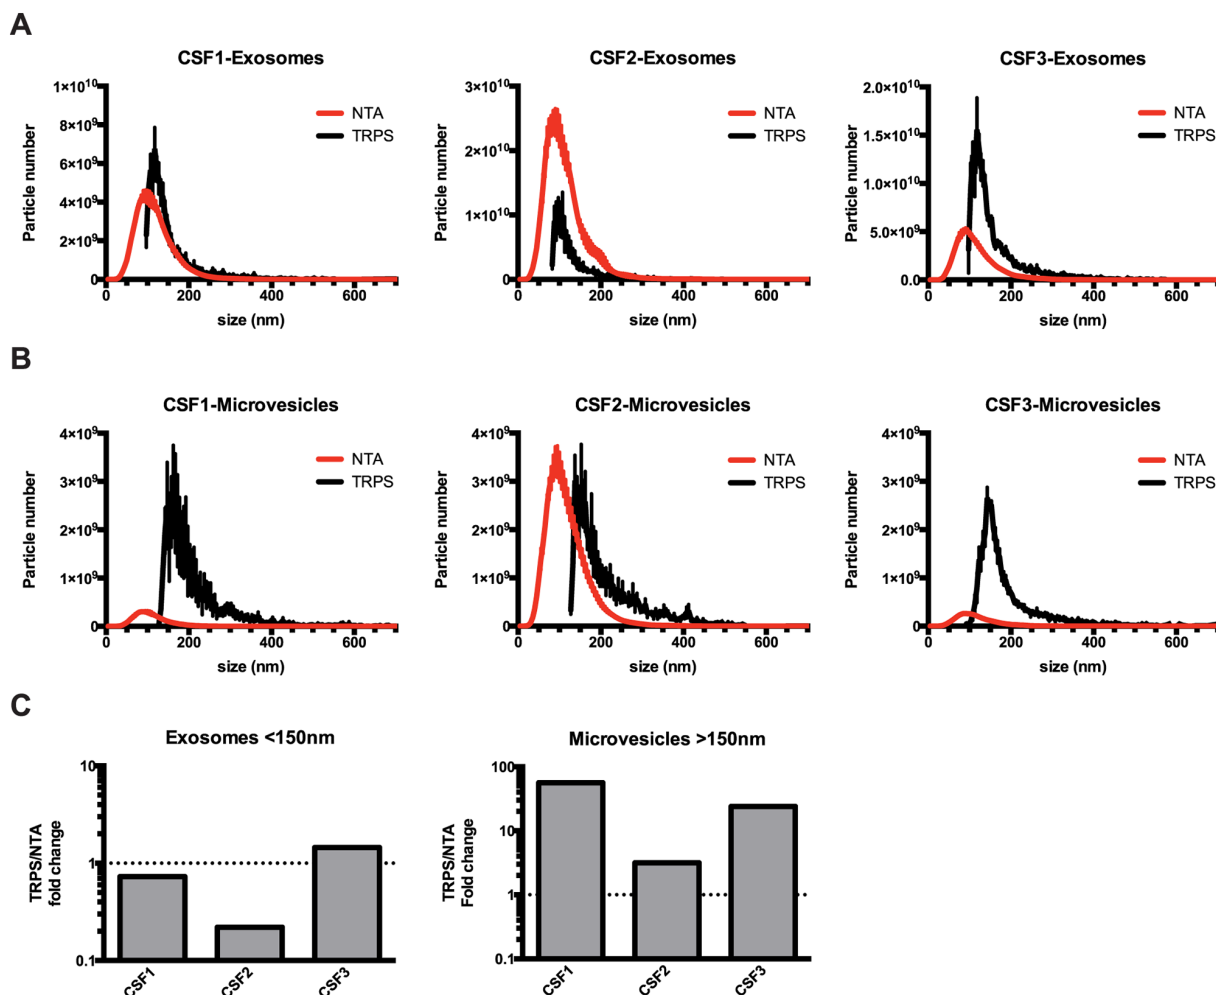 A
CSF1-Exosomes
Particle number
1×10¹⁰
8×10⁹
6×10⁹
4×10⁹
2×10⁹
0
0
200
400
600
size (nm)
NTA
TRPS
CSF2-Exosomes
Particle number
3×10¹⁰
2×10¹⁰
1×10¹⁰
0
0
200
400
600
size (nm)
NTA
TRPS
CSF3-Exosomes
Particle number
2.0×10¹⁰
1.5×10¹⁰
1.0×10¹⁰
5.0×10⁹
0.0
0
200
400
600
size (nm)
NTA
TRPS
B
CSF1-Microvesicles
Particle number
4×10⁹
3×10⁹
2×10⁹
1×10⁹
0
0
200
400
600
size (nm)
NTA
TRPS
CSF2-Microvesicles
Particle number
4×10⁹
3×10⁹
2×10⁹
1×10⁹
0
0
200
400
600
size (nm)
NTA
TRPS
CSF3-Microvesicles
Particle number
4×10⁹
3×10⁹
2×10⁹
1×10⁹
0
0
200
400
600
size (nm)
NTA
TRPS
C
Exosomes <150nm
TRPS/NTA
fold change
10
1
0.1
CSF1
CSF2
CSF3
Microvesicles >150nm
TRPS/NTA
Fold change
100
10
1
0.1
CSF1
CSF2
CSF3